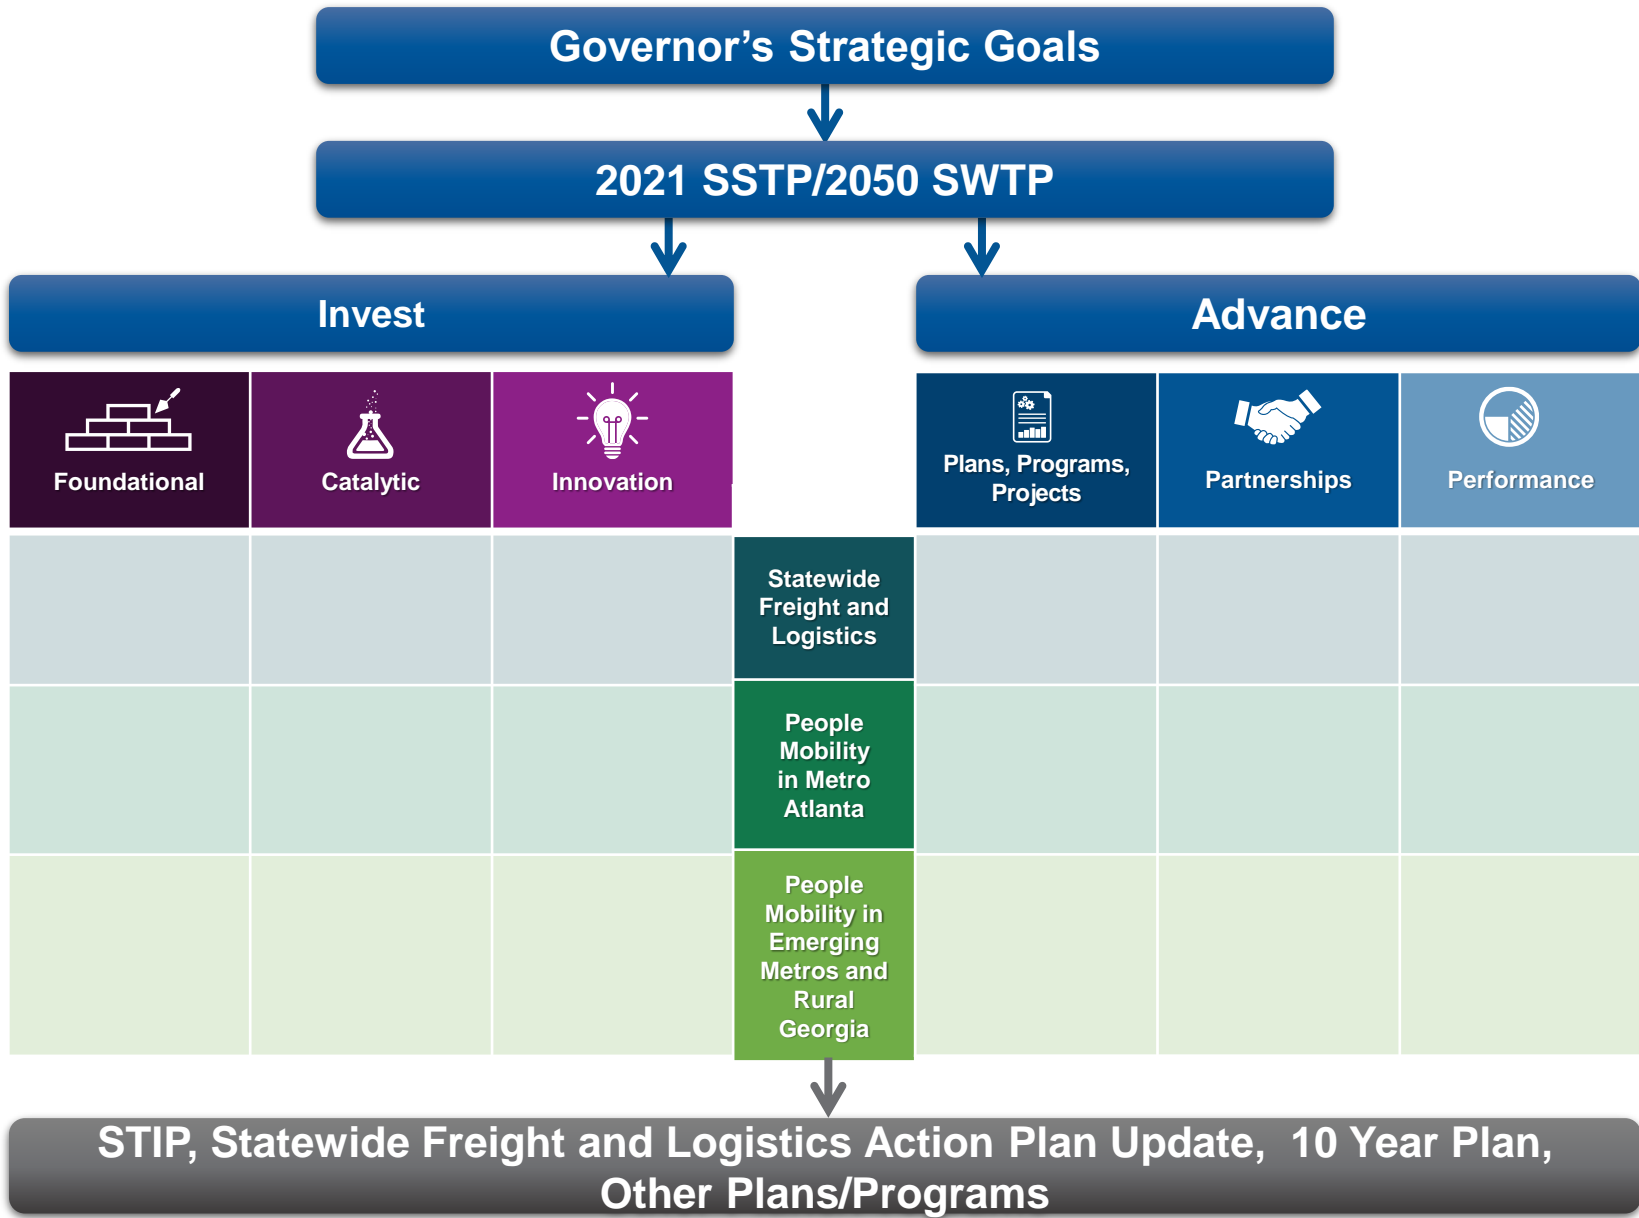 Governor’s Strategic Goals
2021 SSTP/2050 SWTP
Invest
Advance
Foundational
Catalytic
Innovation
Plans, Programs,
Projects
Partnerships
Performance
Statewide
Freight and
Logistics
People
Mobility
in Metro
Atlanta
People
Mobility in
Emerging
Metros and
Rural
Georgia
STIP, Statewide Freight and Logistics Action Plan Update,  10 Year Plan,
Other Plans/Programs